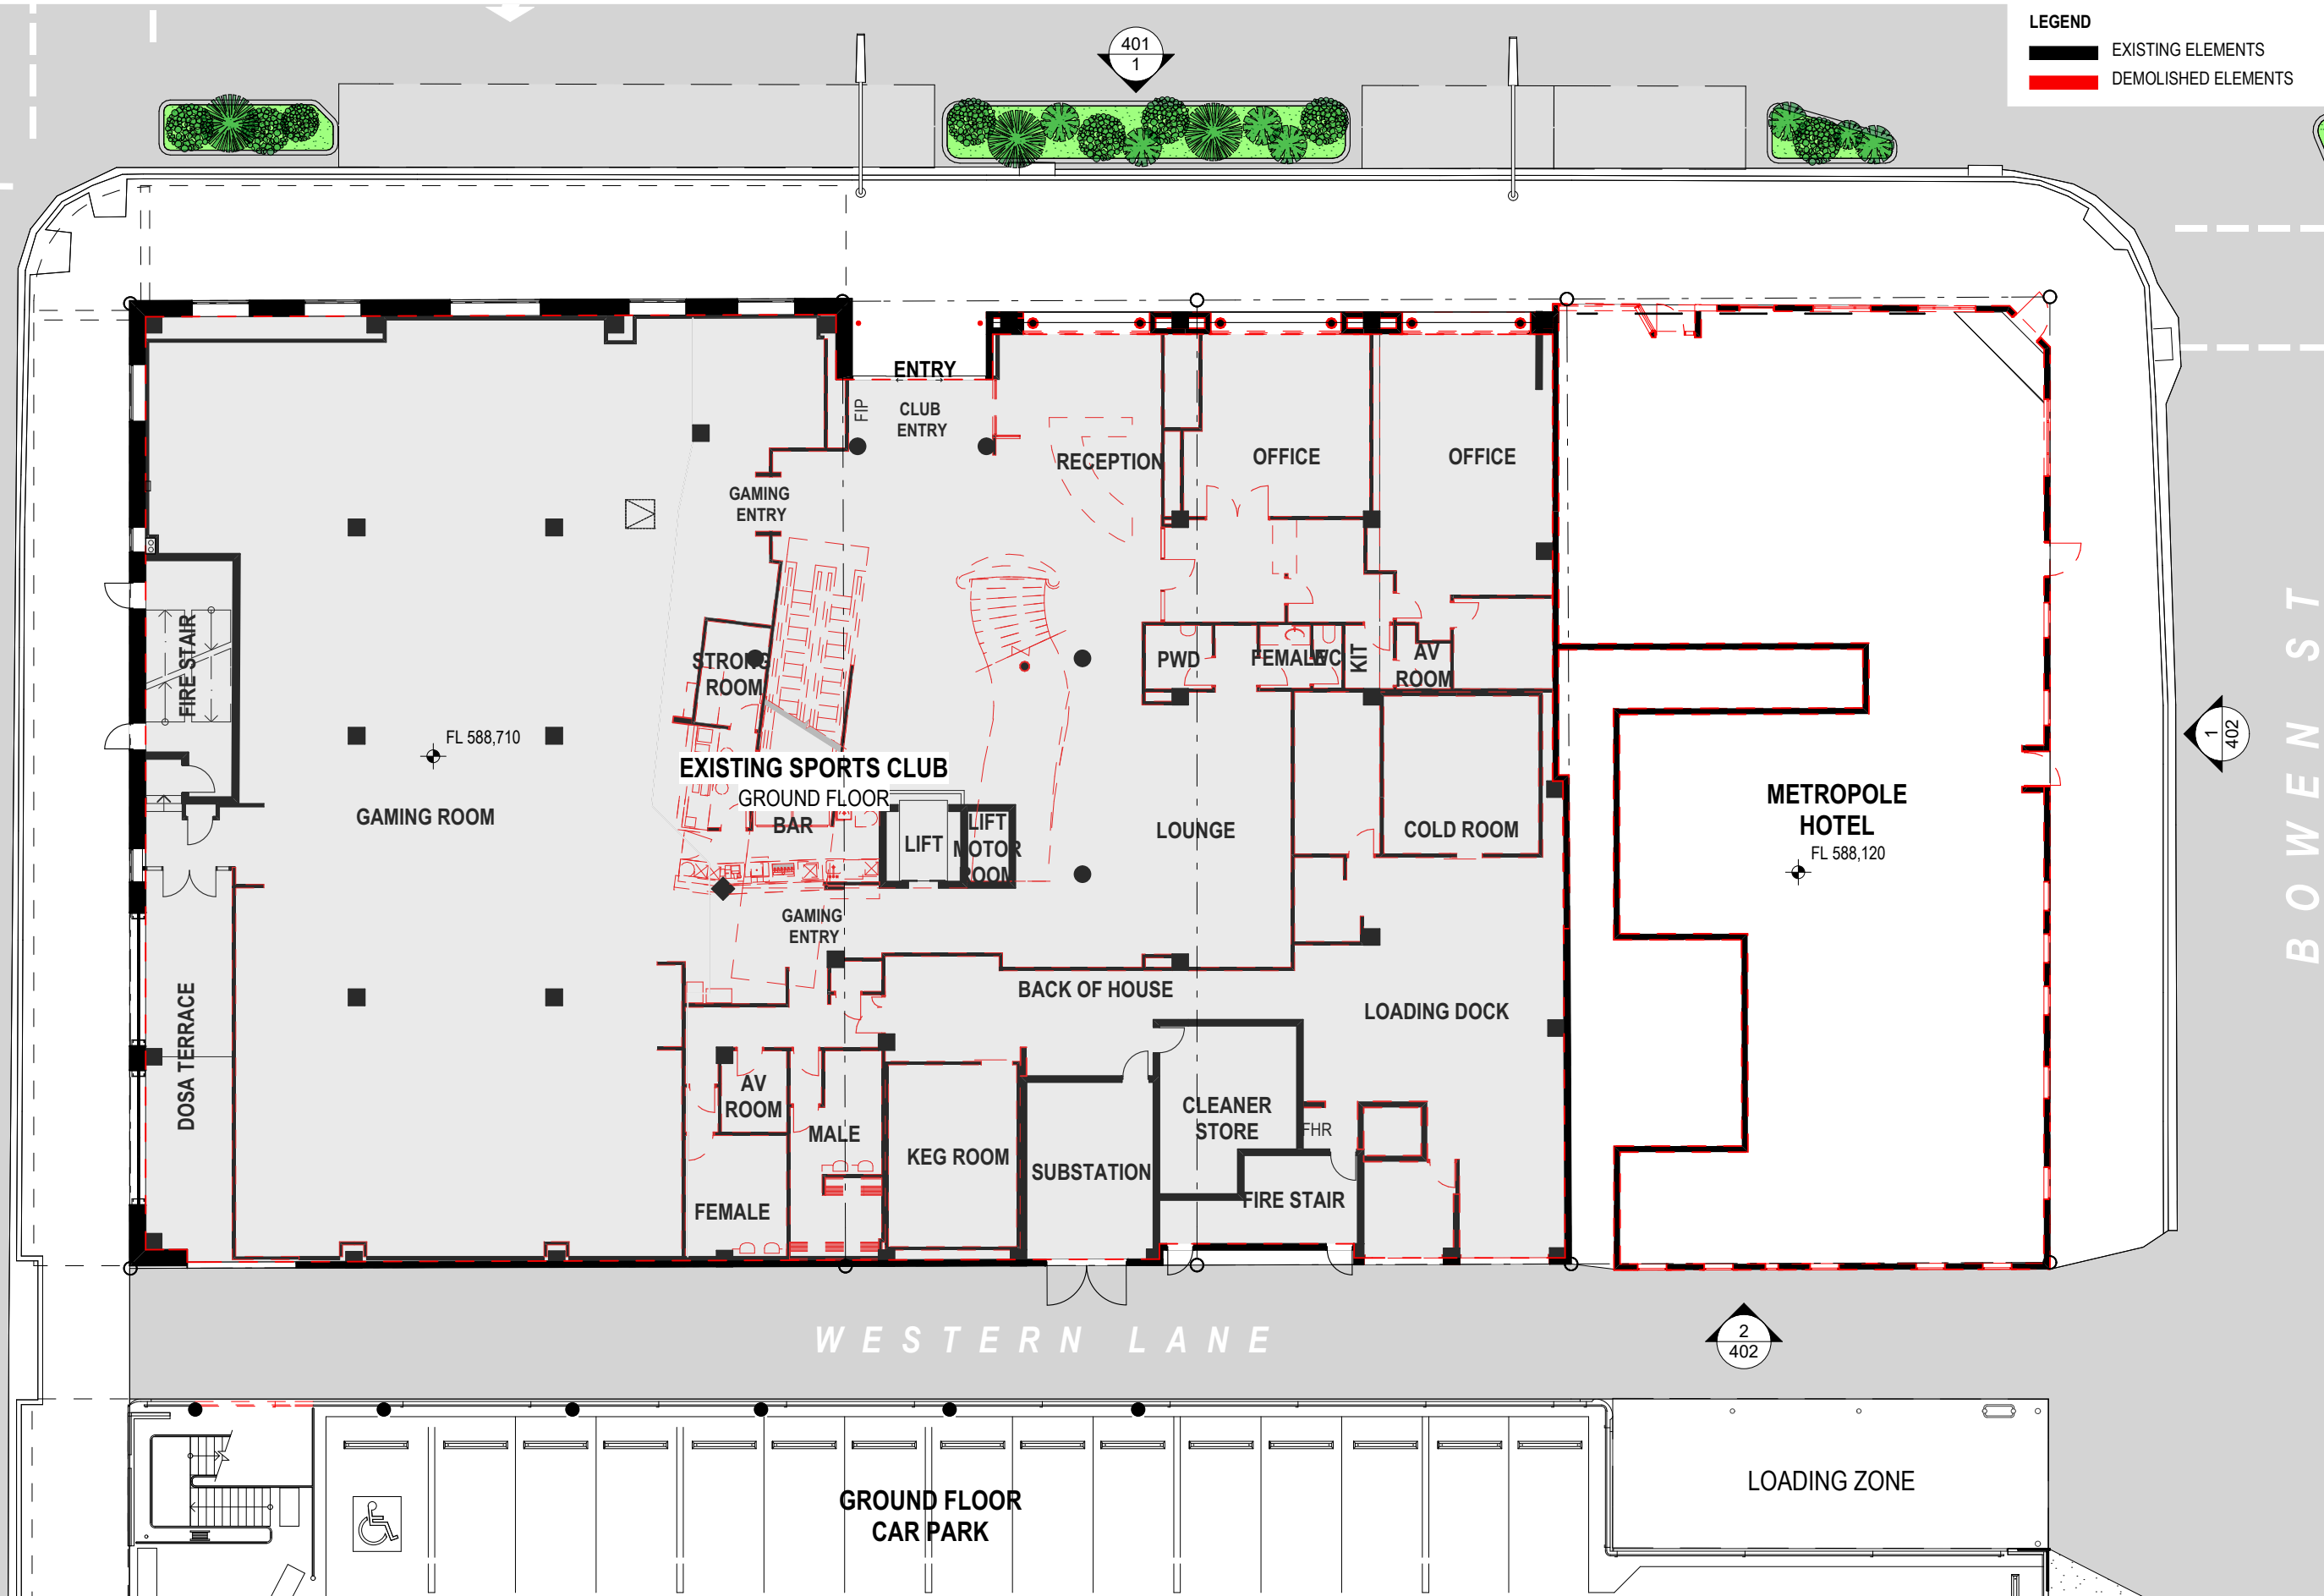 LEGEND
EXISTING ELEMENTS
DEMOLISHED ELEMENTS
401
1
ENTRY
FIP
CLUB
ENTRY
RECEPTION
OFFICE
OFFICE
GAMING
ENTRY
FIRE STAIR
STRONG
ROOM
PWD
FEMALE
WC
KIT
AV
ROOM
FL 588,710
EXISTING SPORTS CLUB
GROUND FLOOR
BAR
GAMING ROOM
LIFT
LIFT
MOTOR
ROOM
LOUNGE
COLD ROOM
METROPOLE
HOTEL
FL 588,120
1
402
BOWEN ST
GAMING
ENTRY
DOSA TERRACE
BACK OF HOUSE
LOADING DOCK
AV
ROOM
MALE
FEMALE
KEG ROOM
SUBSTATION
CLEANER
STORE
FHR
FIRE STAIR
WESTERN LANE
2
402
GROUND FLOOR
CAR PARK
LOADING ZONE